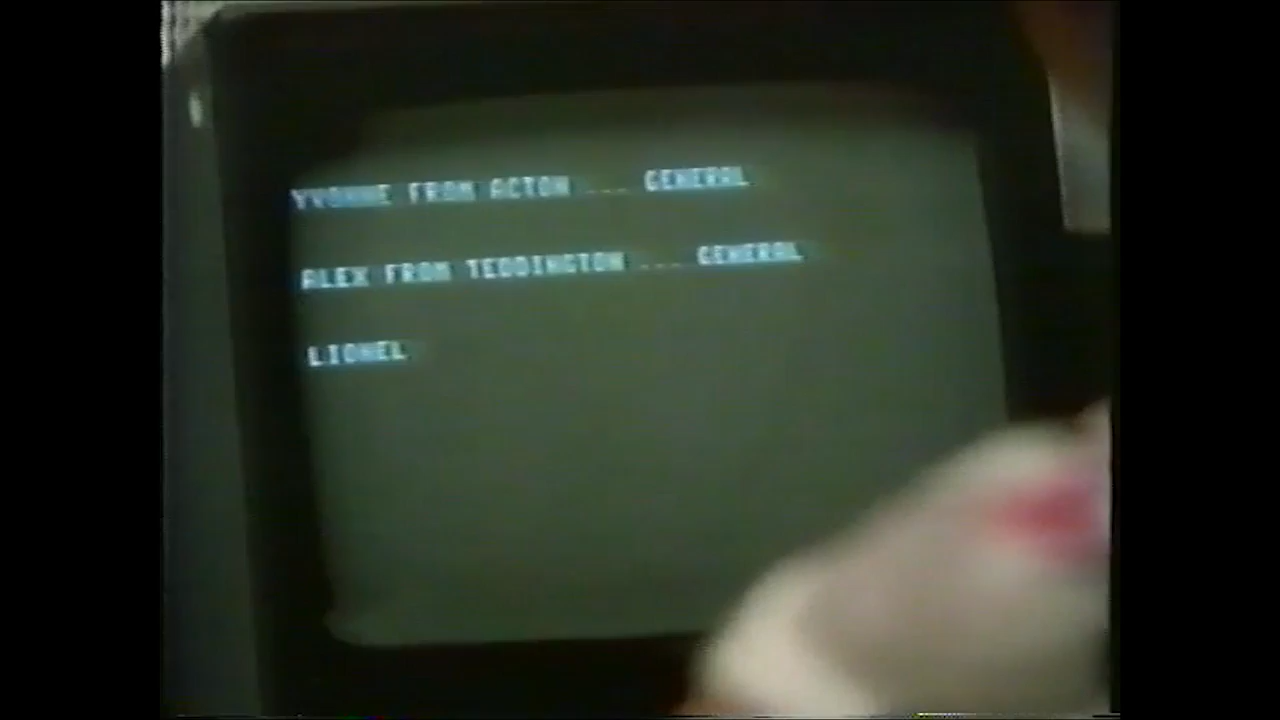 YVONNE FROM ACTON ... GENERAL
ALEX FROM TEDDINGTON ... GENERAL
LIONEL